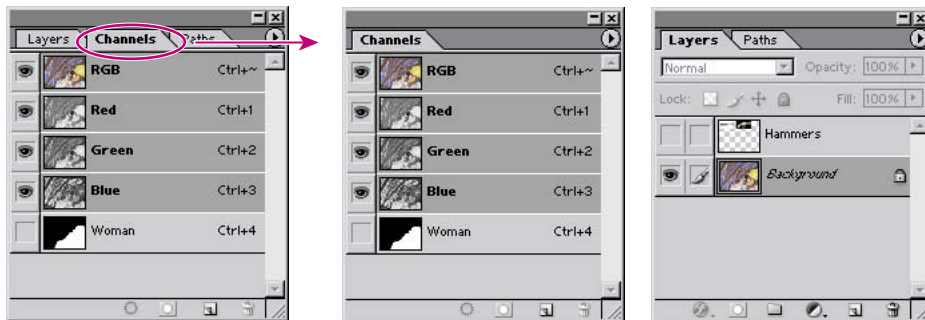 Layers Channels Paths
RGB Ctrl+~
Red Ctrl+1
Green Ctrl+2
Blue Ctrl+3
Woman Ctrl+4
Channels
RGB Ctrl+~
Red Ctrl+1
Green Ctrl+2
Blue Ctrl+3
Woman Ctrl+4
Layers Paths
Normal Opacity: 100%
Lock: Fill: 100%
Hammers
Background